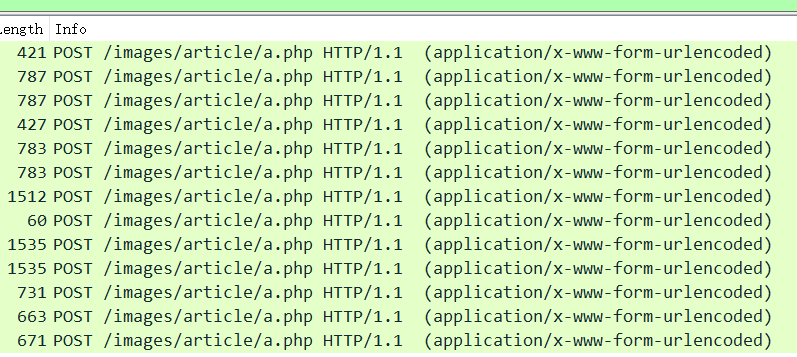 Length Info
421 POST /images/article/a.php HTTP/1.1 (application/x-www-form-urlencoded)
787 POST /images/article/a.php HTTP/1.1 (application/x-www-form-urlencoded)
787 POST /images/article/a.php HTTP/1.1 (application/x-www-form-urlencoded)
427 POST /images/article/a.php HTTP/1.1 (application/x-www-form-urlencoded)
783 POST /images/article/a.php HTTP/1.1 (application/x-www-form-urlencoded)
783 POST /images/article/a.php HTTP/1.1 (application/x-www-form-urlencoded)
1512 POST /images/article/a.php HTTP/1.1 (application/x-www-form-urlencoded)
60 POST /images/article/a.php HTTP/1.1 (application/x-www-form-urlencoded)
1535 POST /images/article/a.php HTTP/1.1 (application/x-www-form-urlencoded)
1535 POST /images/article/a.php HTTP/1.1 (application/x-www-form-urlencoded)
731 POST /images/article/a.php HTTP/1.1 (application/x-www-form-urlencoded)
663 POST /images/article/a.php HTTP/1.1 (application/x-www-form-urlencoded)
671 POST /images/article/a.php HTTP/1.1 (application/x-www-form-urlencoded)